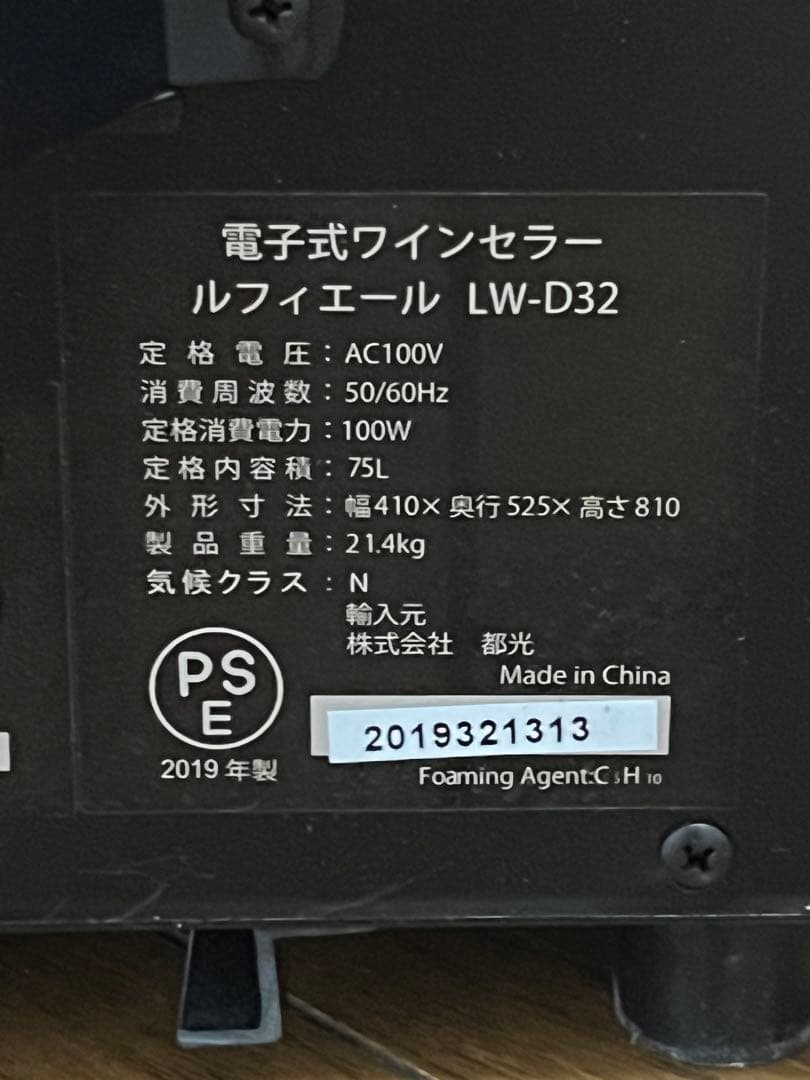 電子式ワインセラー
ルフィエール LW-D32
定格電圧：AC100V
消費周波数：50/60Hz
定格消費電力：100W
定格内容積：75L
外形寸法：幅410×奥行525×高さ810
製品重量：21.4kg
気候クラス：N
輸入元
株式会社 都光
Made in China
PS
E
2019321313
2019年製
Foaming Agent:C5H10